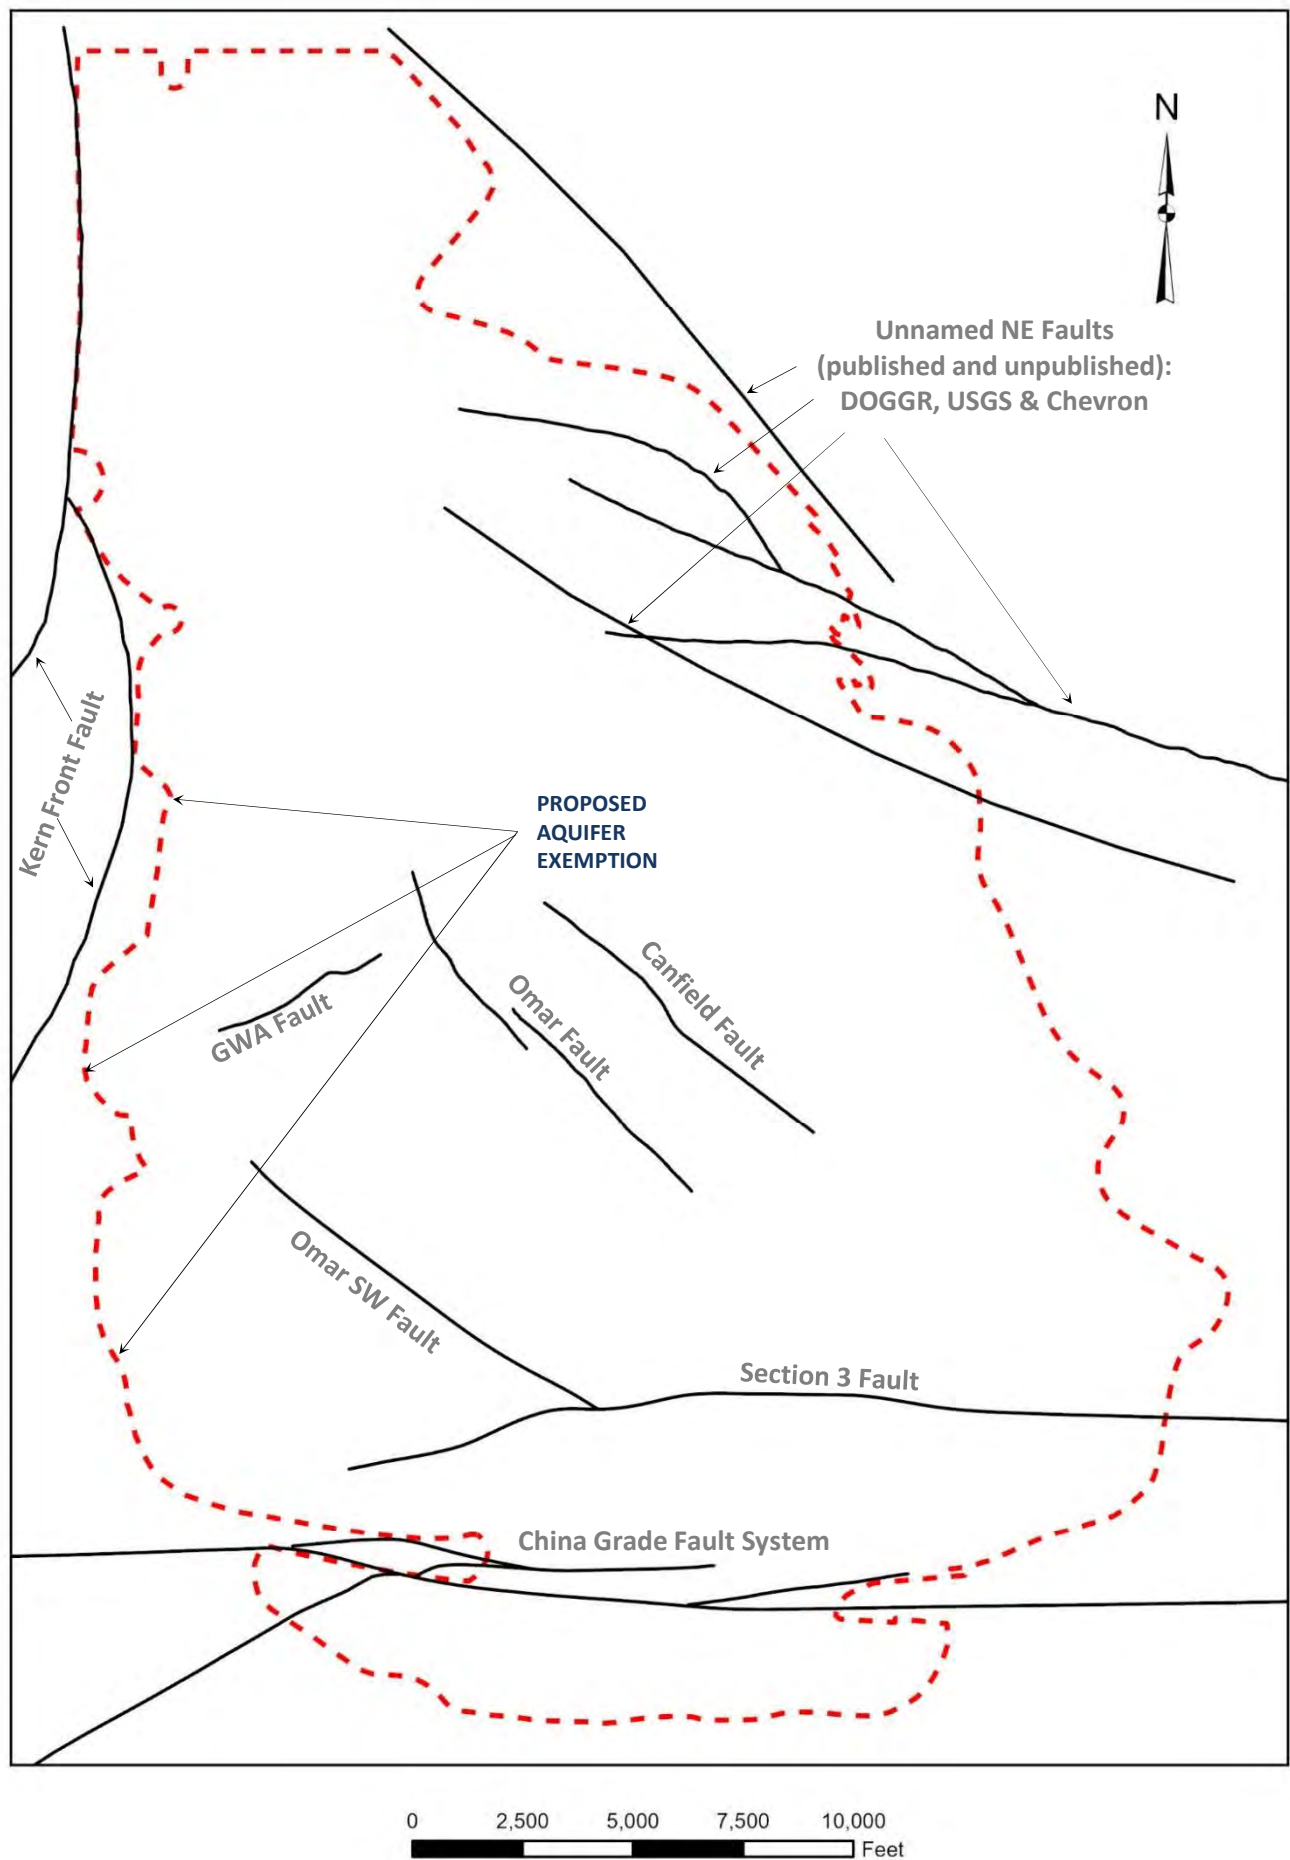 N
Unnamed NE Faults
(published and unpublished):
DOGGR, USGS & Chevron
Kern Front Fault
PROPOSED
AQUIFER
EXEMPTION
GWA Fault
Omar Fault
Canfield Fault
Omar SW Fault
Section 3 Fault
China Grade Fault System
0 2,500 5,000 7,500 10,000
Feet